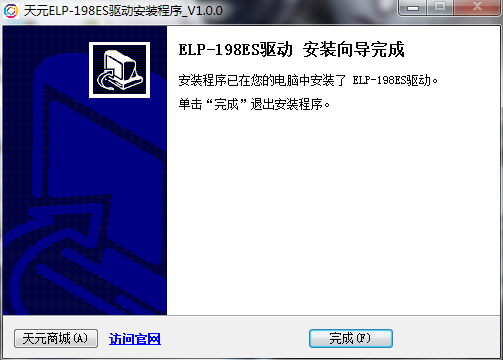 天元ELP-198ES驱动安装程序_V1.0.0
ELP-198ES驱动 安装向导完成
安装程序已在您的电脑中安装了 ELP-198ES驱动。
单击“完成”退出安装程序。
天元商城(A)
访问官网
完成(F)